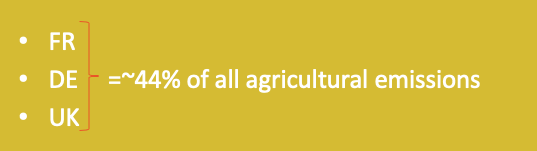 • FR
• DE =~44% of all agricultural emissions
• UK